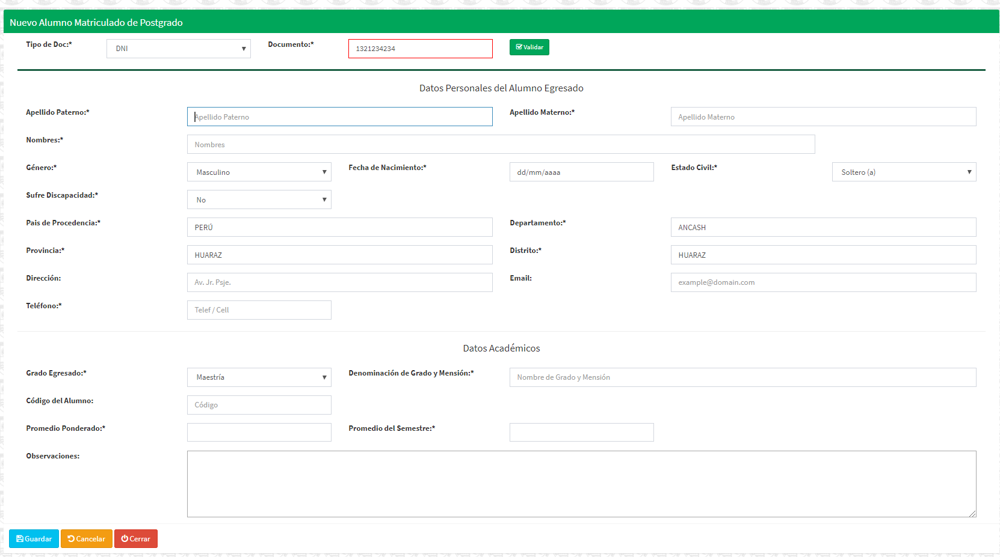 Nuevo Alumno Matriculado de Postgrado
Tipo de Doc:* DNI Documento:* 1321234234 Validar
Datos Personales del Alumno Egresado
Apellido Paterno:* Apellido Paterno Apellido Materno:* Apellido Materno
Nombres:* Nombres
Género:* Masculino Fecha de Nacimiento:* dd/mm/aaaa Estado Civil:* Soltero (a)
Sufre Discapacidad:* No
Pais de Procedencia:* PERÚ Departamento:* ANCASH
Provincia:* HUARAZ Distrito:* HUARAZ
Dirección: Av. Jr. Psje. Email: example@domain.com
Teléfono:* Telef / Cell
Datos Académicos
Grado Egresado:* Maestría Denominación de Grado y Mensión:* Nombre de Grado y Mensión
Código del Alumno: Código
Promedio Ponderado:* Promedio del Semestre:*
Observaciones:
Guardar Cancelar Cerrar